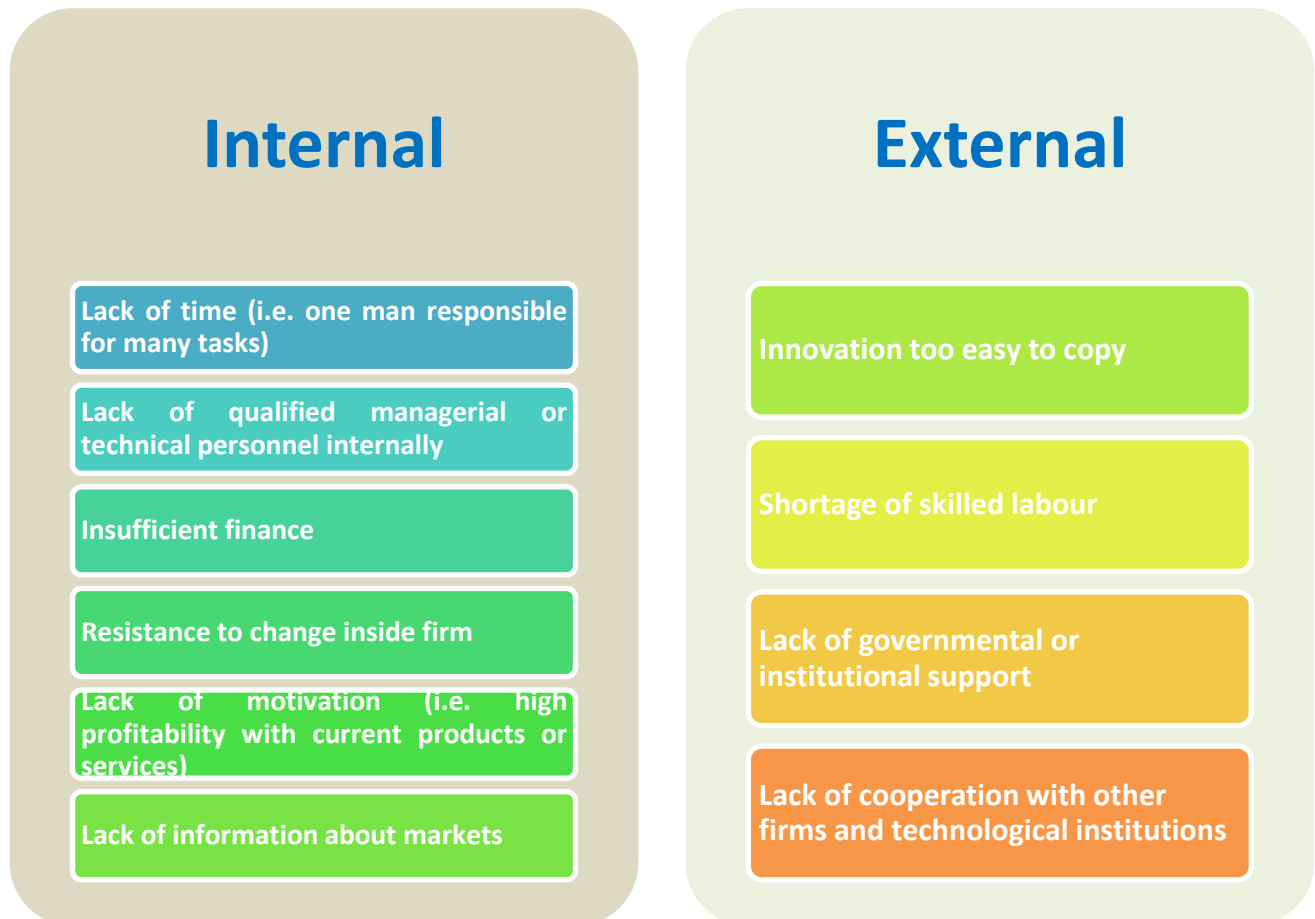 Internal
Lack of time (i.e. one man responsible
for many tasks)
Lack of qualified managerial or
technical personnel internally
Insufficient finance
Resistance to change inside firm
Lack of motivation (i.e. high
profitability with current products or
services)
Lack of information about markets
External
Innovation too easy to copy
Shortage of skilled labour
Lack of governmental or
institutional support
Lack of cooperation with other
firms and technological institutions